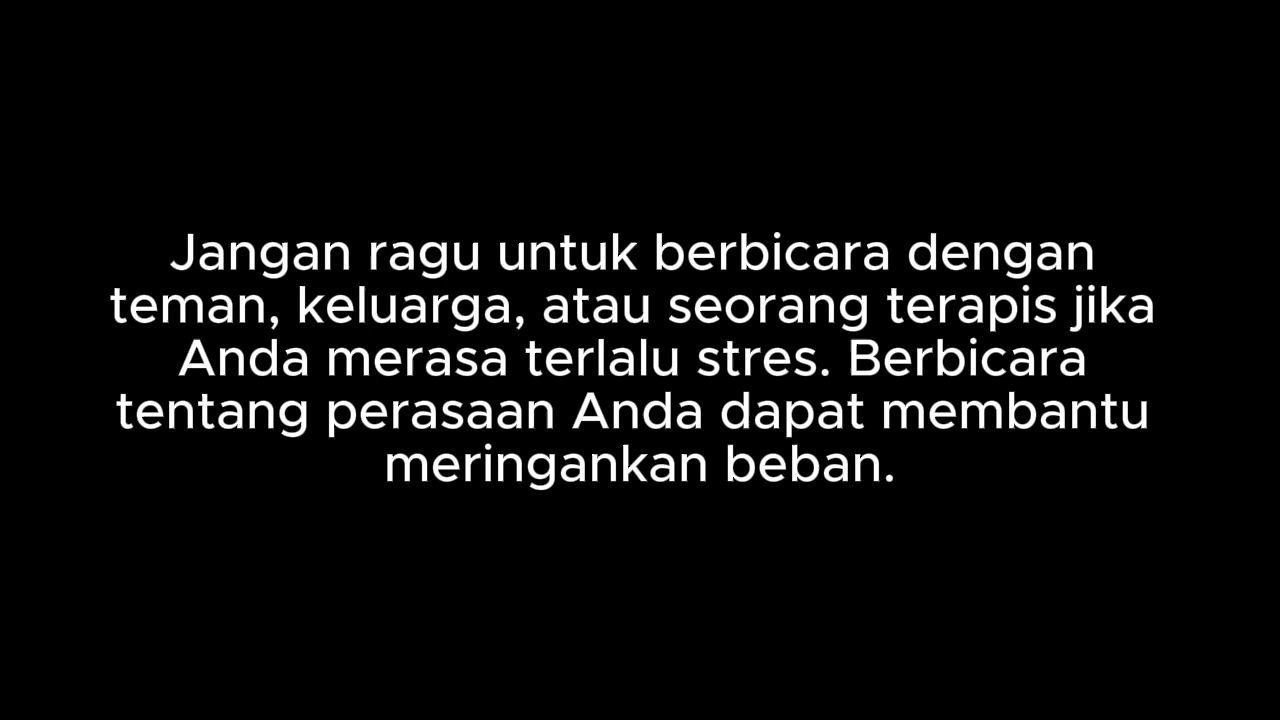 Jangan ragu untuk berbicara dengan
teman, keluarga, atau seorang terapis jika
Anda merasa terlalu stres. Berbicara
tentang perasaan Anda dapat membantu
meringankan beban.